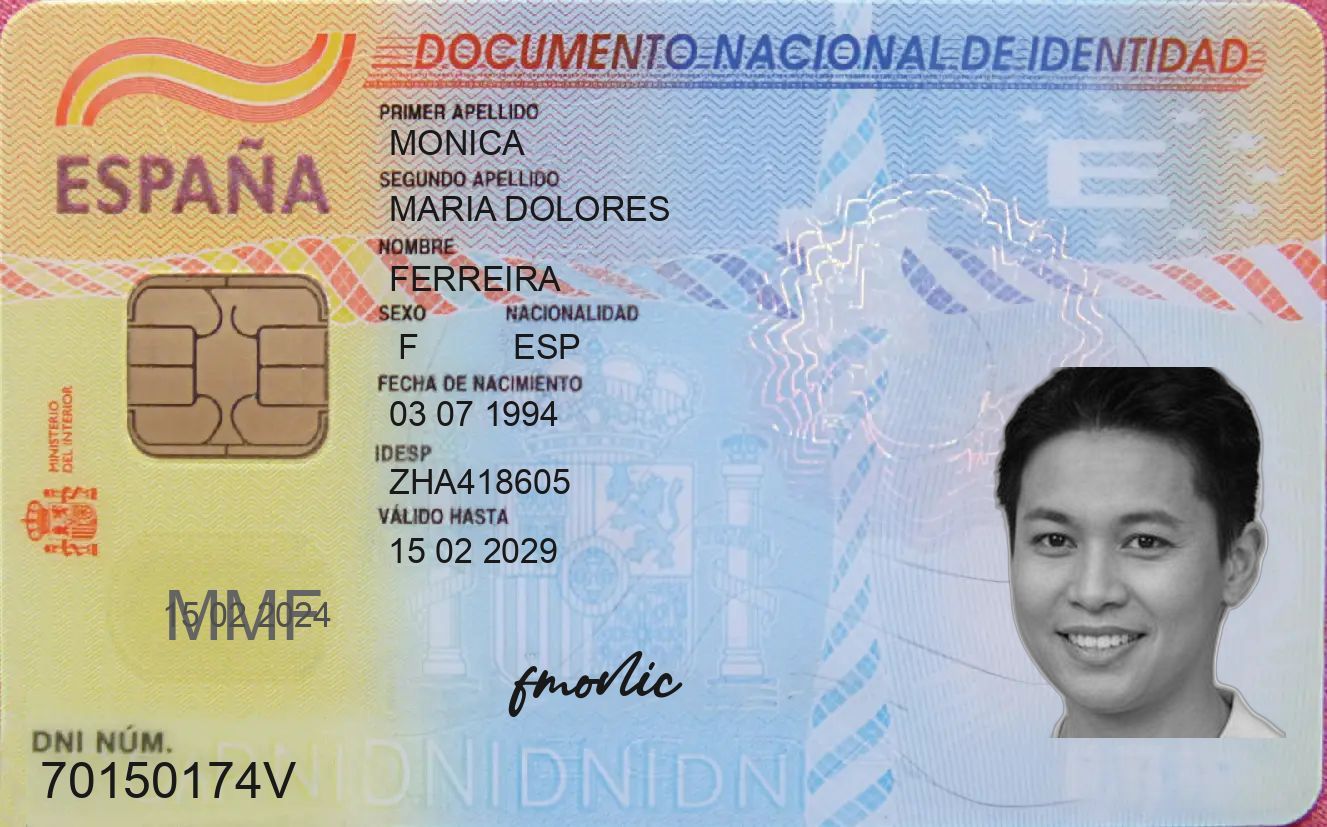 DOCUMENTO NACIONAL DE IDENTIDAD
ESPAÑA
PRIMER APELLIDO
MONICA
SEGUNDO APELLIDO
MARIA DOLORES
NOMBRE
FERREIRA
SEXO NACIONALIDAD
F ESP
FECHA DE NACIMIENTO
03 07 1994
IDESP
ZHA418605
VÁLIDO HASTA
15 02 2029
MINISTERIO
DEL INTERIOR
E
MMF
15 02 2024
fmonic
DNI NÚM.
70150174V
DNIDNIDNIDNI